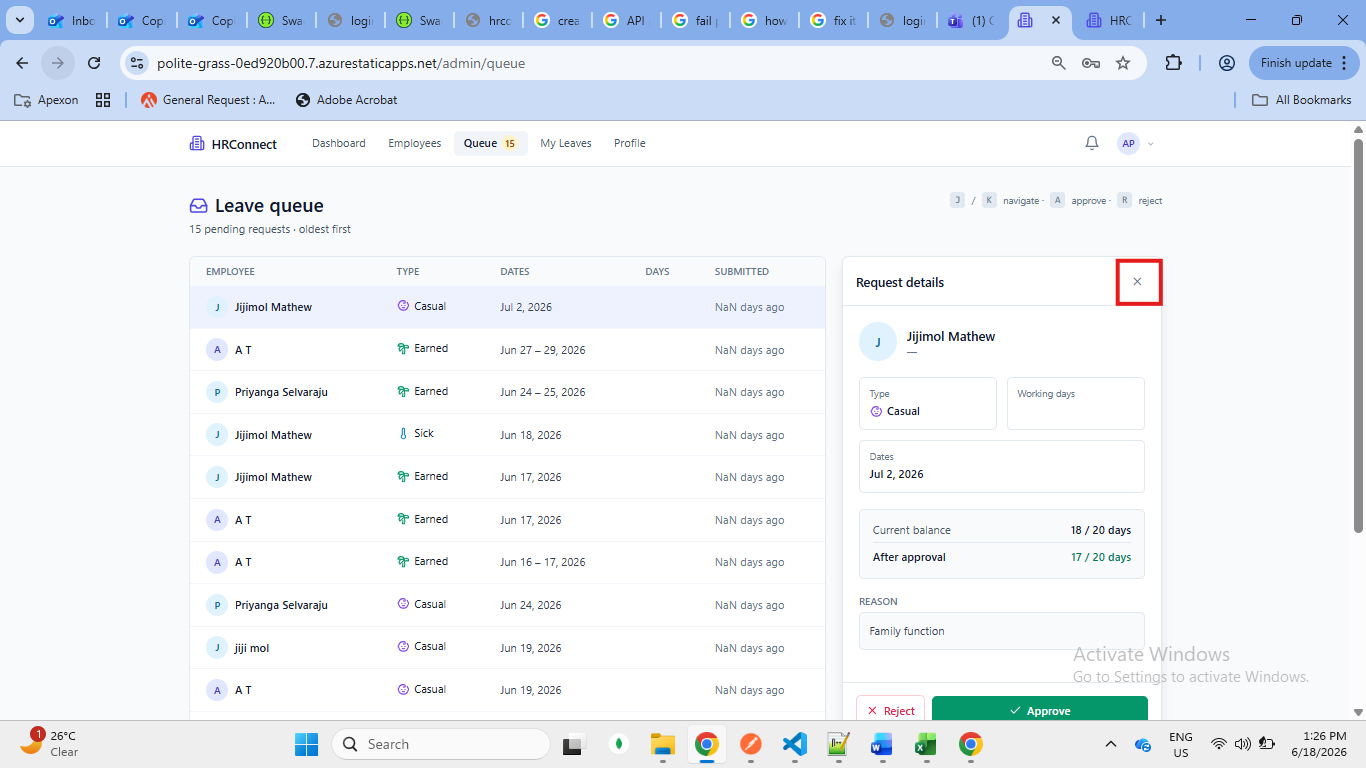 Inbo
Cop
Cop
Swa
login
Swa
hrco
crea
API
fail p
how
fix it
login
(1) C
HRC
polite-grass-0ed920b00.7.azurestaticapps.net/admin/queue
Finish update
Apexon
General Request : A...
Adobe Acrobat
All Bookmarks
HRConnect
Dashboard
Employees
Queue 15
My Leaves
Profile
AP
Leave queue
15 pending requests · oldest first
J / K navigate · A approve · R reject
EMPLOYEE TYPE DATES DAYS SUBMITTED
J Jijimol Mathew Casual Jul 2, 2026 NaN days ago
A A T Earned Jun 27 – 29, 2026 NaN days ago
P Priyanga Selvaraju Earned Jun 24 – 25, 2026 NaN days ago
J Jijimol Mathew Sick Jun 18, 2026 NaN days ago
J Jijimol Mathew Earned Jun 17, 2026 NaN days ago
A A T Earned Jun 17, 2026 NaN days ago
A A T Earned Jun 16 – 17, 2026 NaN days ago
P Priyanga Selvaraju Casual Jun 24, 2026 NaN days ago
J jiji mol Casual Jun 19, 2026 NaN days ago
A A T Casual Jun 19, 2026 NaN days ago
Request details
J
Jijimol Mathew
—
Type
Casual
Working days
Dates
Jul 2, 2026
Current balance 18 / 20 days
After approval 17 / 20 days
REASON
Family function
Reject
Approve
Activate Windows
Go to Settings to activate Windows.
1
26°C
Clear
Search
ENG
US
1:26 PM
6/18/2026